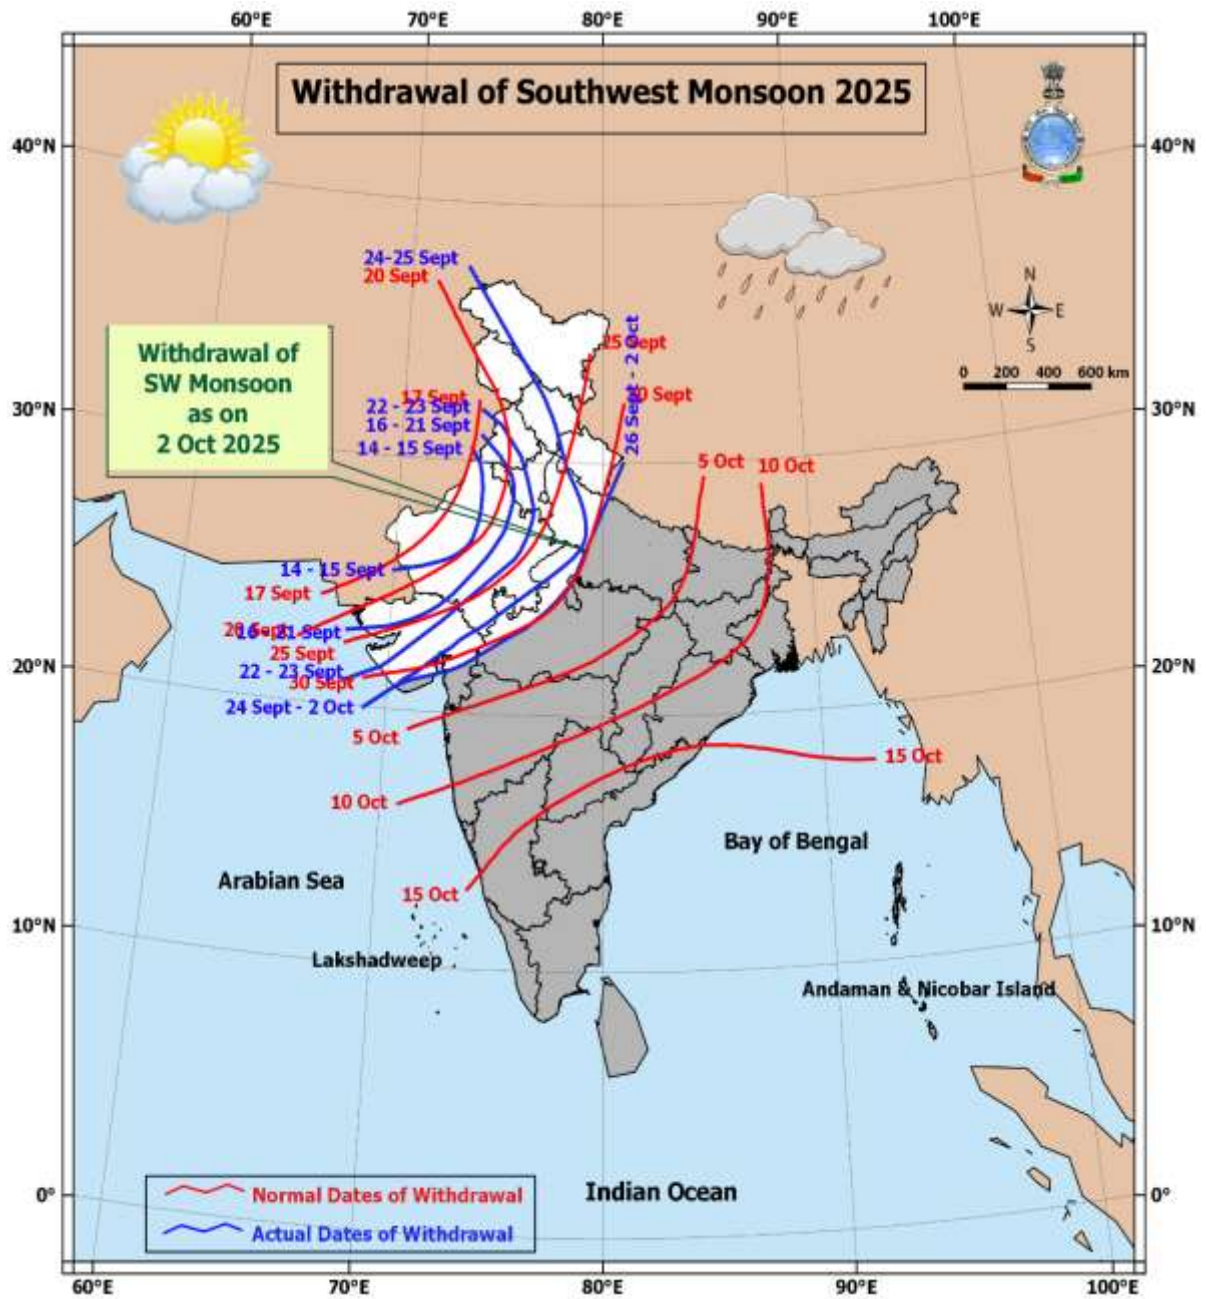 60°E 70°E 80°E 90°E 100°E
Withdrawal of Southwest Monsoon 2025
40°N 40°N
24-25 Sept
20 Sept
N
W E
S
25 Sept
26 Sept - 2 Oct
0 200 400 600 km
Withdrawal of
SW Monsoon
as on
2 Oct 2025
17 Sept
22 - 23 Sept
16 - 21 Sept
14 - 15 Sept
30°N 30°N
30 Sept
5 Oct 10 Oct
14 - 15 Sept
17 Sept
20 Sept
16 - 21 Sept
25 Sept
20°N 20°N
22 - 23 Sept
30 Sept
24 Sept - 2 Oct
5 Oct
15 Oct
10 Oct
Bay of Bengal
Arabian Sea
15 Oct
10°N 10°N
Lakshadweep
Andaman & Nicobar Island
0° 0°
Indian Ocean
Normal Dates of Withdrawal
Actual Dates of Withdrawal
60°E 70°E 80°E 90°E 100°E